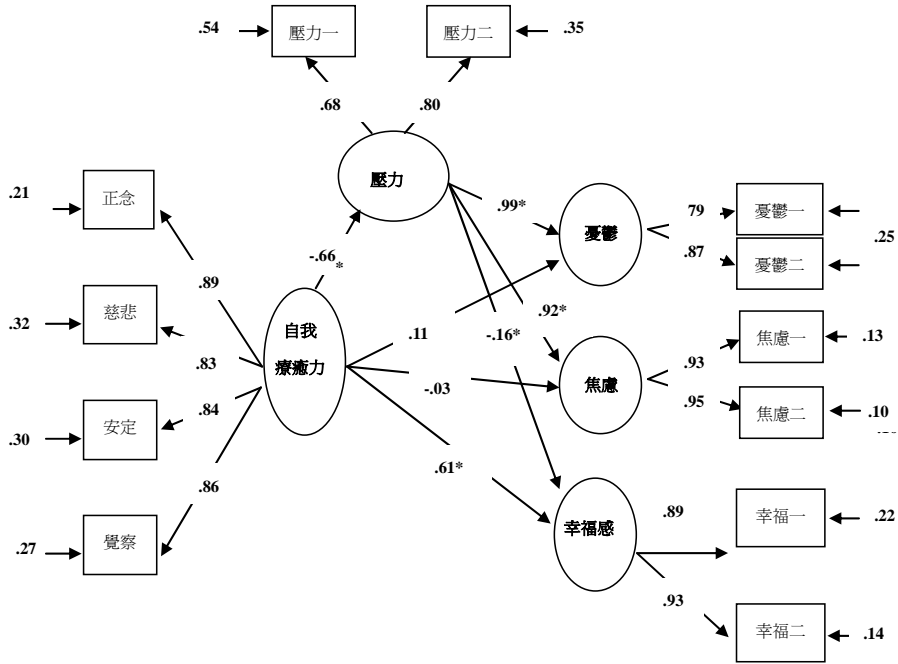 .54
壓力一
壓力二
.35
.68
.80
壓力
.21
正念
.99*
憂鬱
79
憂鬱一
.25
.87
憂鬱二
-.66
*
.89
慈悲
.32
自我
療癒力
.83
.11
.92*
-.16*
焦慮
.93
焦慮一
.13
-.03
.95
焦慮二
.10
.84
安定
.30
.61*
.86
覺察
.27
幸福感
.89
幸福一
.22
.93
幸福二
.14